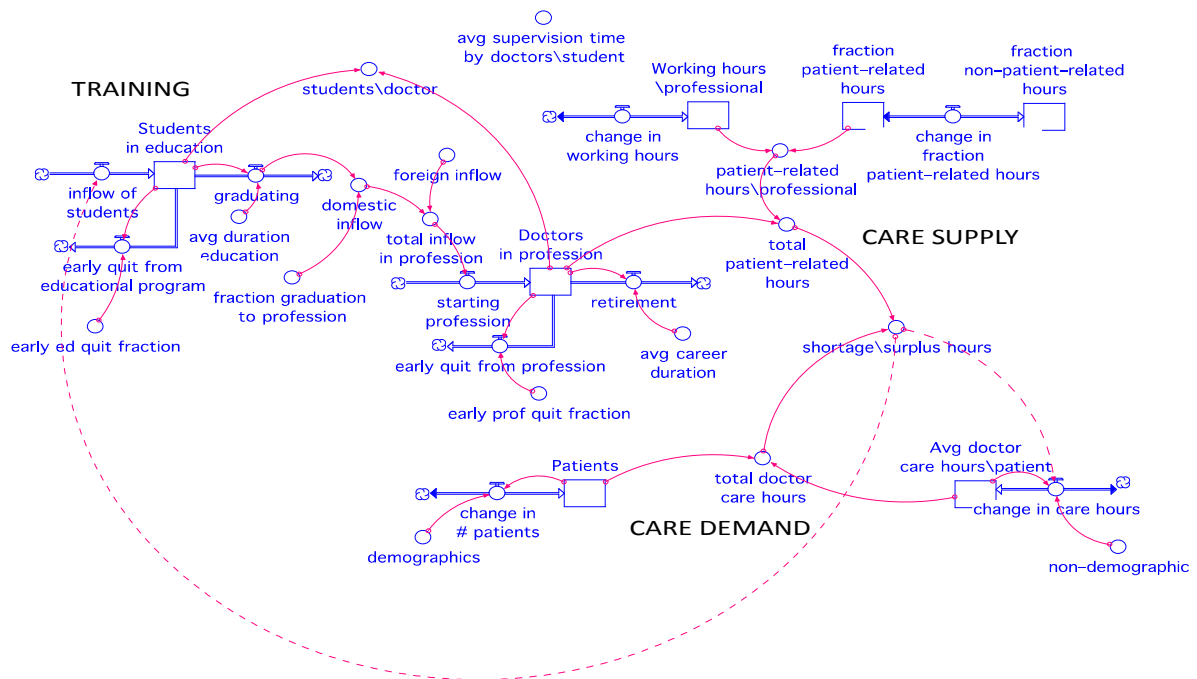 avg supervision time
by doctors\student
TRAINING
students\doctor
Working hours
\professional
fraction
patient-related
hours
fraction
non-patient-related
hours
Students
in education
change in
working hours
change in
fraction
patient-related hours
patient-related
hours\professional
inflow of
students
graduating
foreign inflow
domestic
inflow
avg duration
education
total inflow
in profession
Doctors
in profession
total
patient-related
hours
CARE SUPPLY
early quit from
educational program
fraction graduation
to profession
starting
profession
retirement
early ed quit fraction
early quit from profession
avg career
duration
shortage\surplus hours
early prof quit fraction
Patients
total doctor
care hours
Avg doctor
care hours\patient
change in
# patients
CARE DEMAND
change in care hours
demographics
non-demographic